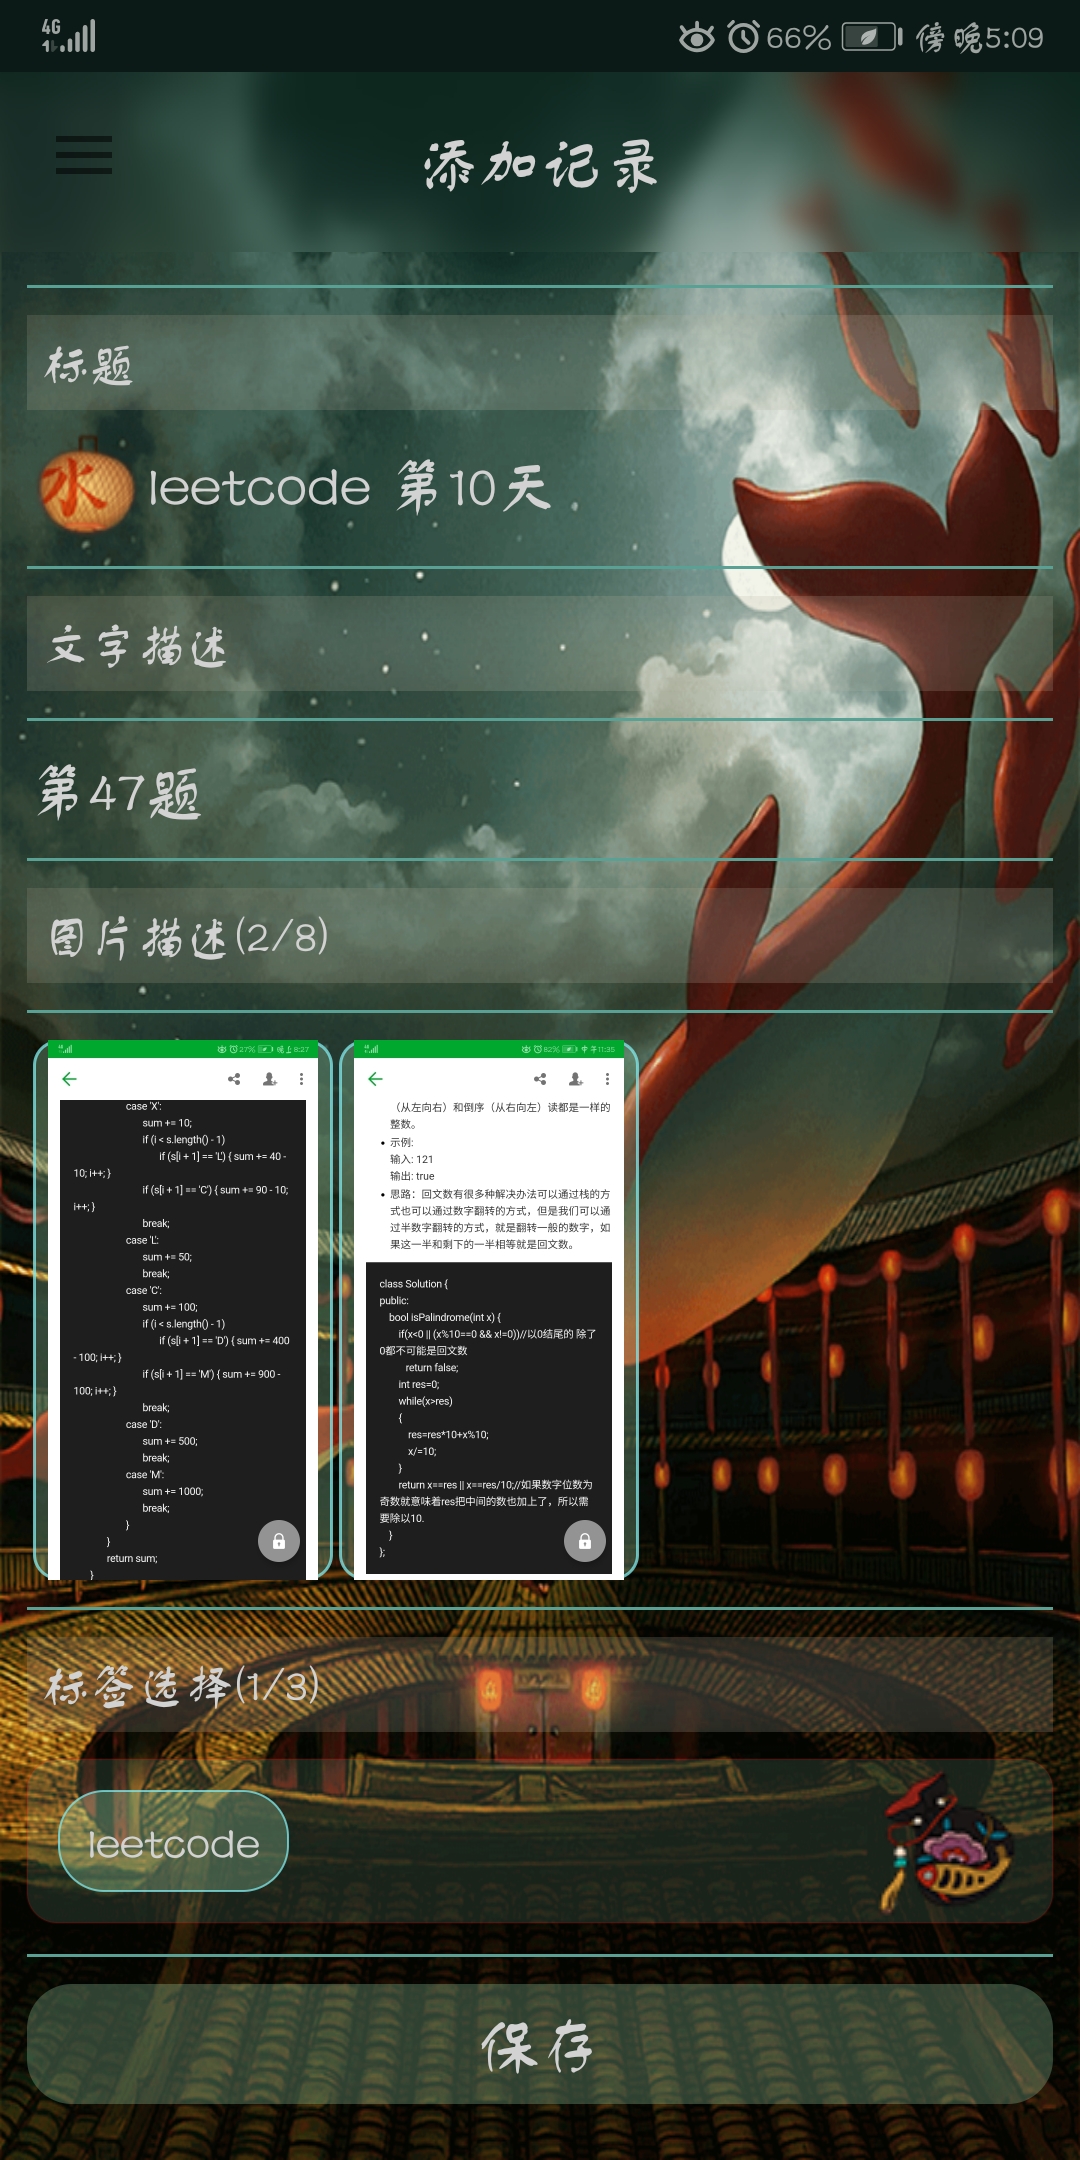 4G
66% 傍晚5:09
添加记录
标题
水 leetcode 第10天
文字描述
第47题
图片描述(2/8)
27% 晚上8:27
case 'X':
sum += 10;
if (i < s.length() - 1)
if (s[i + 1] == 'L') { sum += 40 -
10; i++; }
if (s[i + 1] == 'C') { sum += 90 - 10;
i++; }
break;
case 'L':
sum += 50;
break;
case 'C':
sum += 100;
if (i < s.length() - 1)
if (s[i + 1] == 'D') { sum += 400
- 100; i++; }
if (s[i + 1] == 'M') { sum += 900 -
100; i++; }
break;
case 'D':
sum += 500;
break;
case 'M':
sum += 1000;
break;
}
}
return sum;
}
82% 中午11:35
（从左向右）和倒序（从右向左）读都是一样的
整数。
• 示例:
输入: 121
输出: true
• 思路：回文数有很多种解决办法可以通过栈的方
式也可以通过数字翻转的方式，但是我们可以通
过半数字翻转的方式，就是翻转一般的数字，如
果这一半和剩下的一半相等就是回文数。
class Solution {
public:
bool isPalindrome(int x) {
if(x<0 || (x%10==0 && x!=0))//以0结尾的 除了
0都不可能是回文数
return false;
int res=0;
while(x>res)
{
res=res*10+x%10;
x/=10;
}
return x==res || x==res/10;//如果数字位数为
奇数就意味着res把中间的数也加上了，所以需
要除以10.
}
};
标签选择(1/3)
leetcode
保存